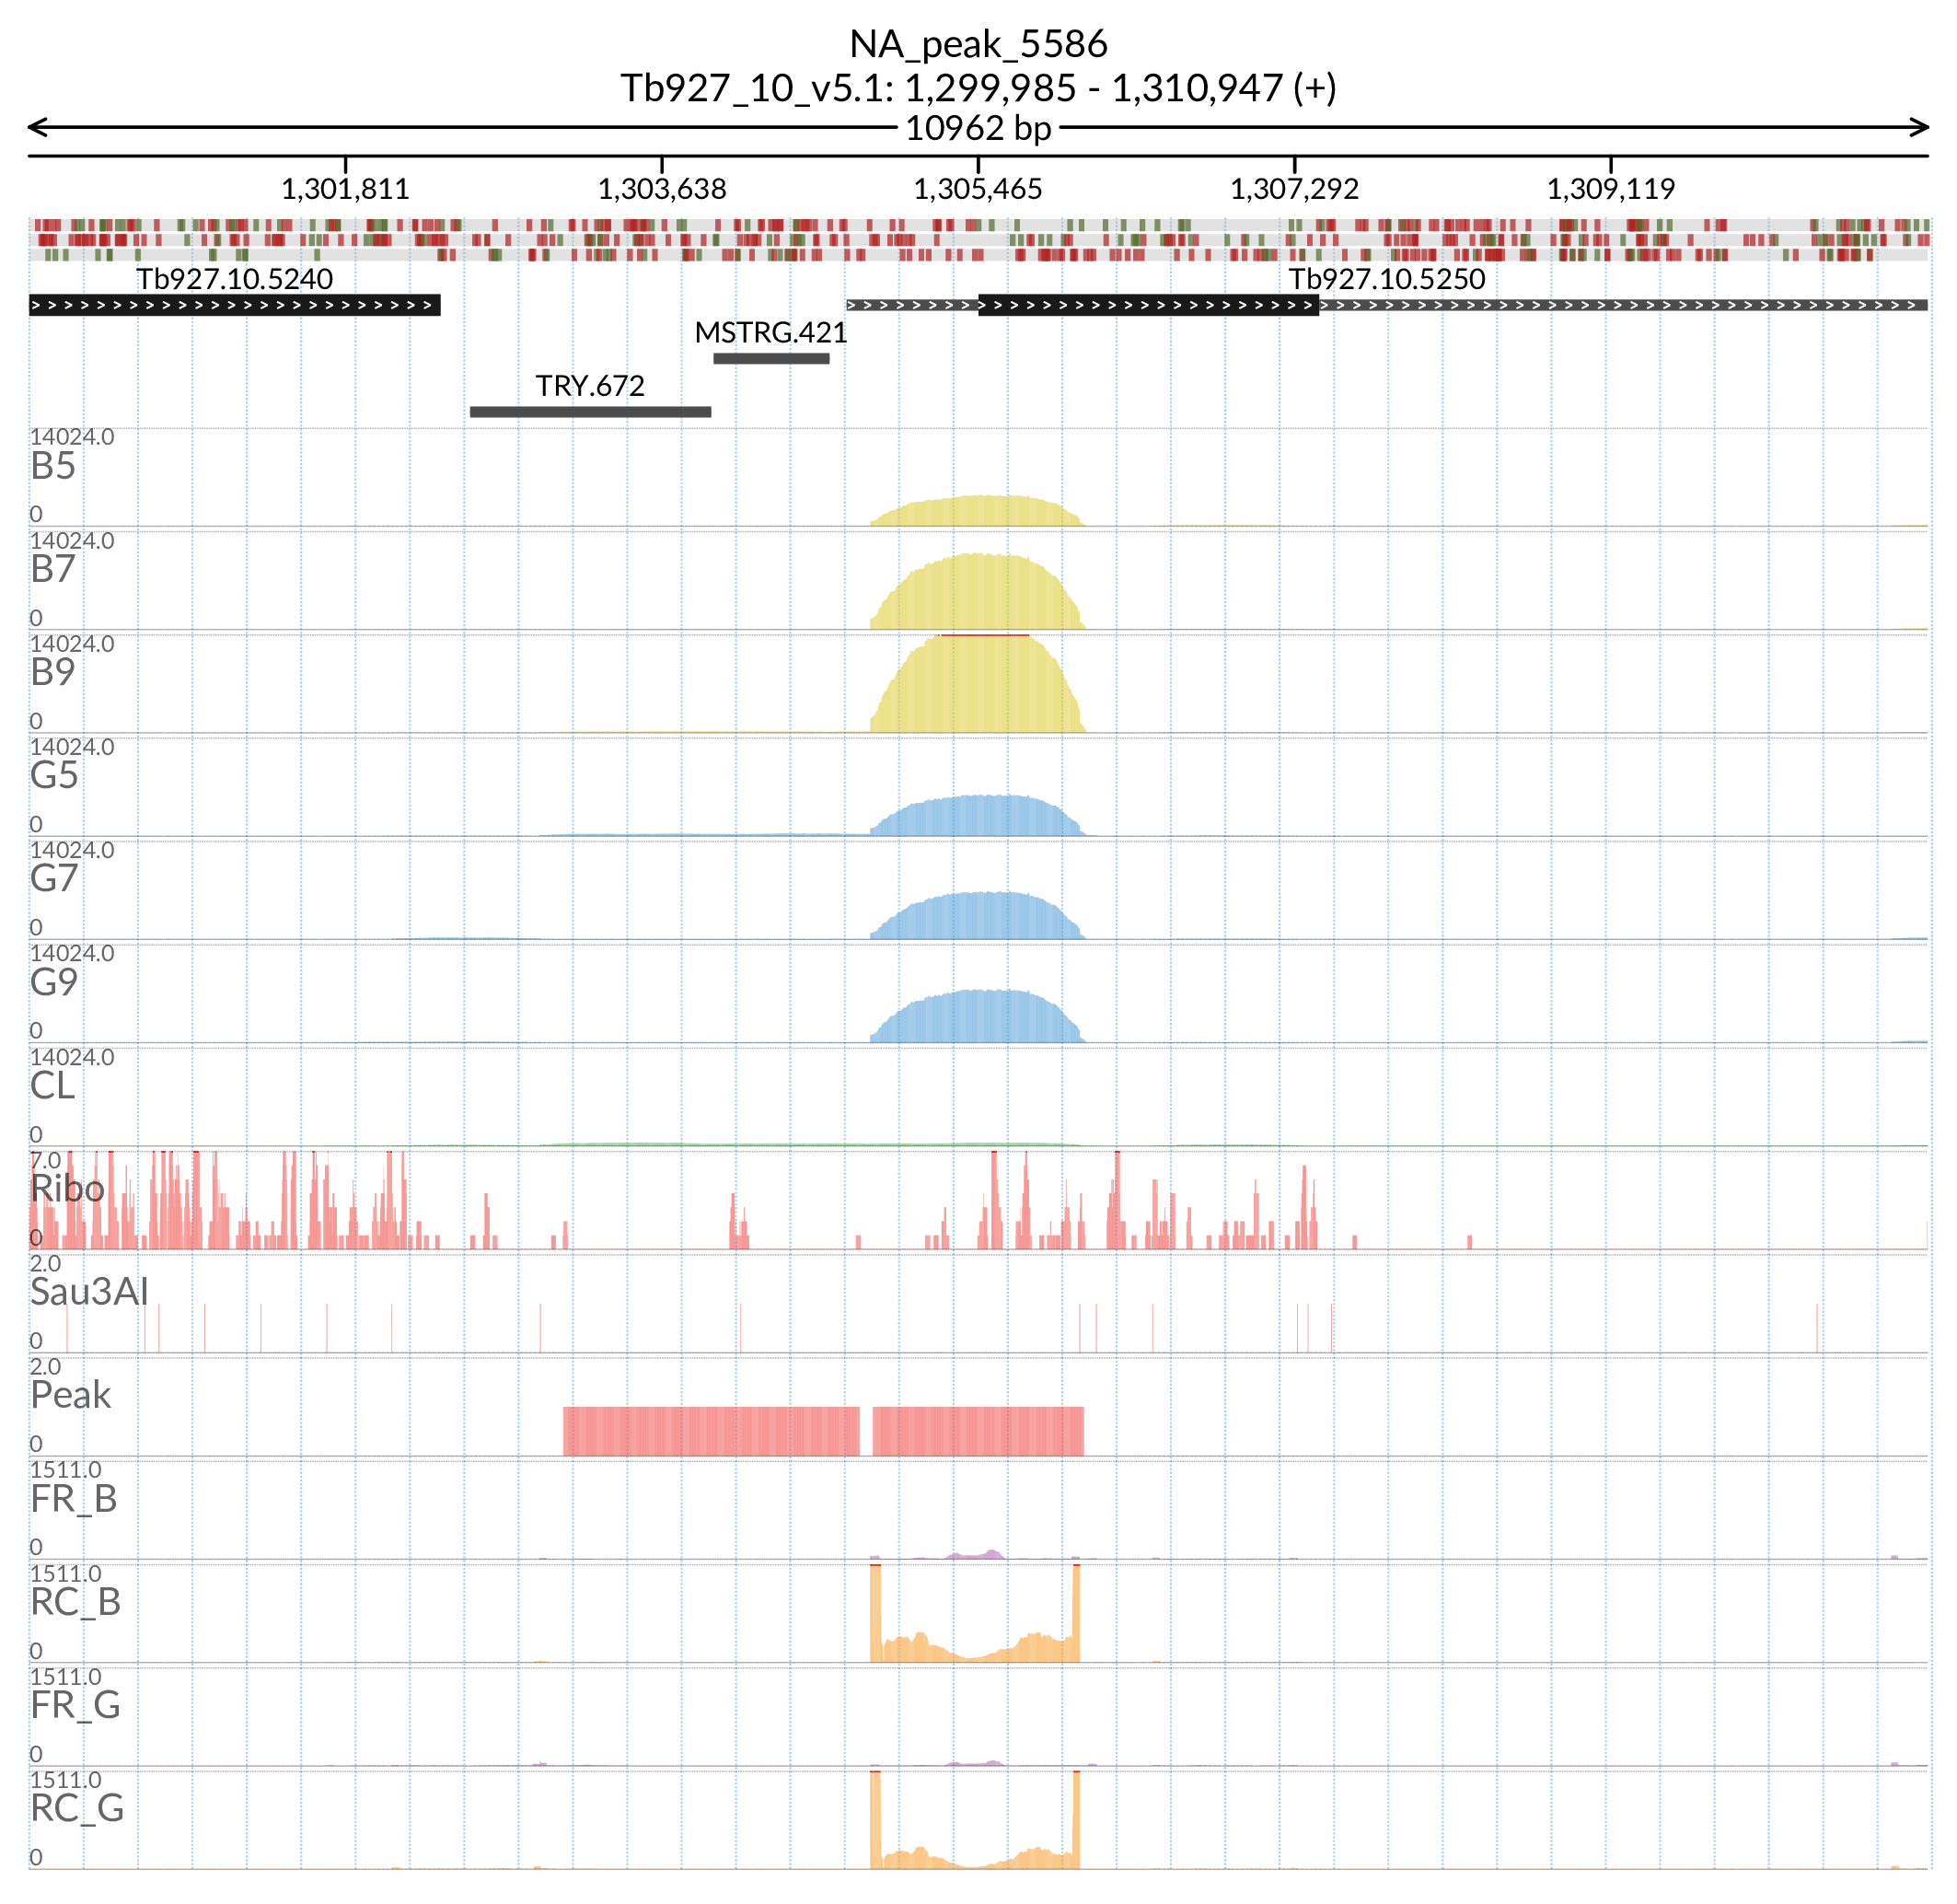 NA_peak_5586
Tb927_10_v5.1: 1,299,985 - 1,310,947 (+)
10962 bp
1,301,811 1,303,638 1,305,465 1,307,292 1,309,119
Tb927.10.5240 Tb927.10.5250
MSTRG.421
TRY.672
14024.0
B5
0
14024.0
B7
0
14024.0
B9
0
14024.0
G5
0
14024.0
G7
0
14024.0
G9
0
14024.0
CL
0
7.0
Ribo
0
2.0
Sau3AI
0
2.0
Peak
0
1511.0
FR_B
0
1511.0
RC_B
0
1511.0
FR_G
0
1511.0
RC_G
0